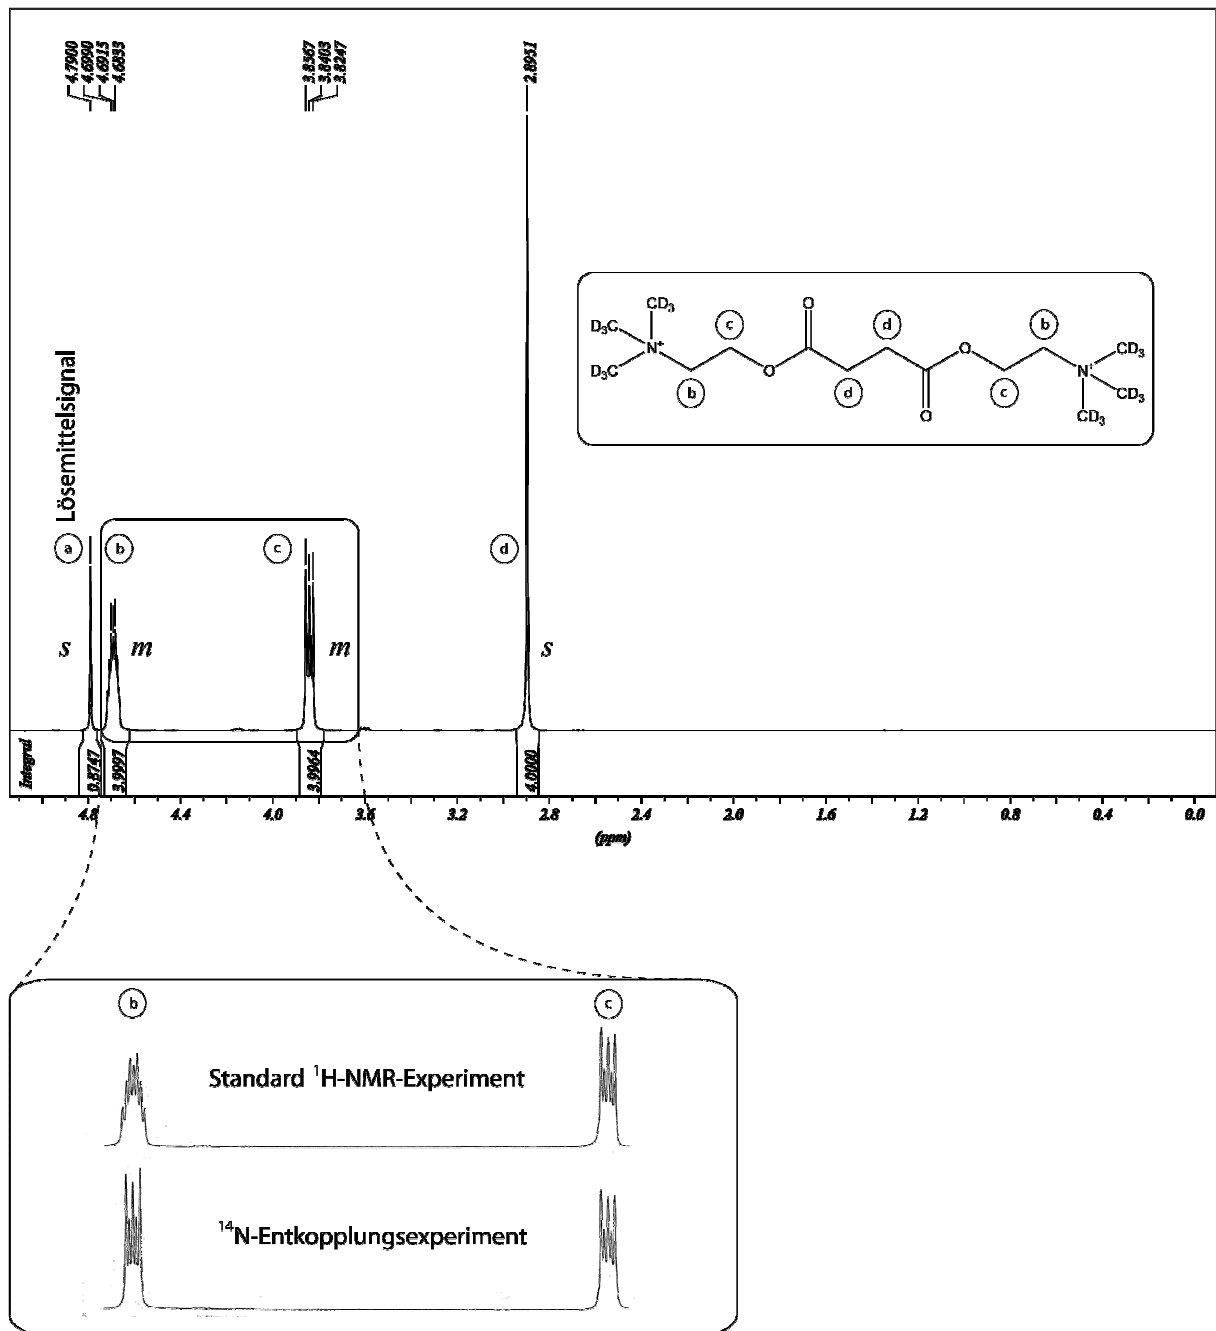 4.7900
4.6990
4.6915
4.6833
3.8567
3.8403
3.8247
2.8951
Lösemittelsignal
a
b
c
d
s
m
m
s
CD3
D3C
N+
D3C
c
b
O
O
d
d
O
O
c
b
N+
CD3
CD3
CD3
Integral
0.8747
3.9997
3.9964
4.0000
4.8 4.4 4.0 3.6 3.2 2.8 2.4 2.0 1.6 1.2 0.8 0.4 0.0
(ppm)
b
c
Standard 1H-NMR-Experiment
14N-Entkopplungsexperiment